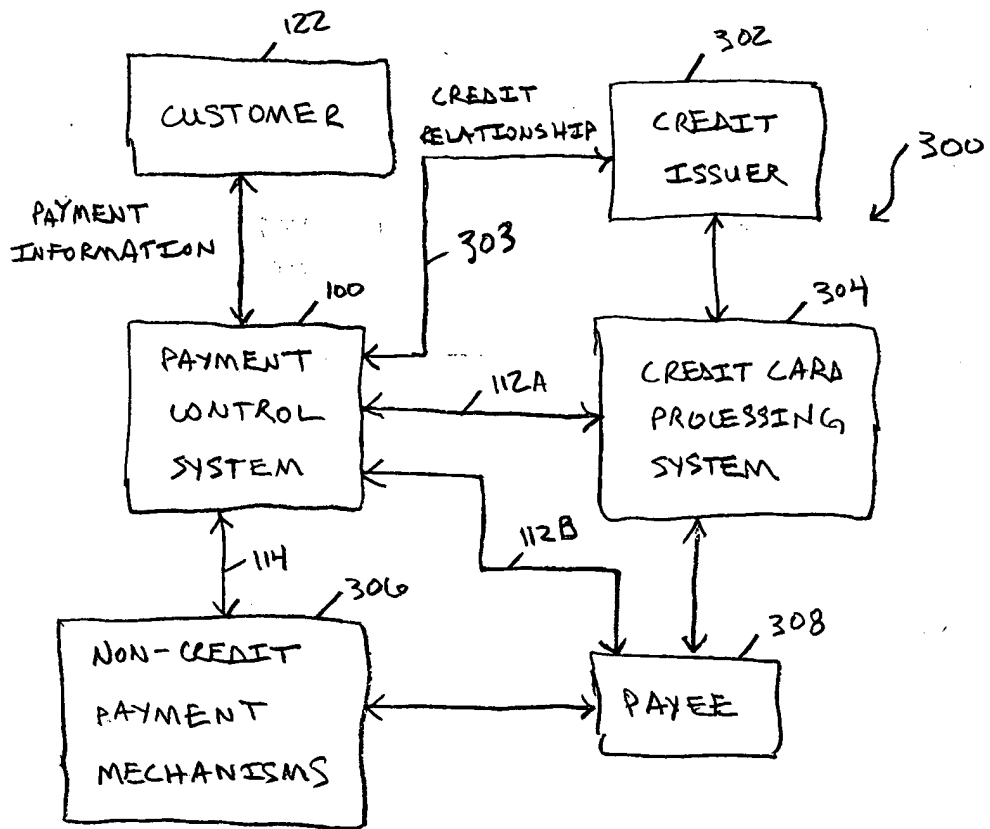 122
CUSTOMER
302
CREDIT
ISSUER
CREDIT
RELATIONSHIP
300
PAYMENT
INFORMATION
303
100
PAYMENT
CONTROL
SYSTEM
304
CREDIT CARD
PROCESSING
SYSTEM
112A
112B
114
306
NON-CREDIT
PAYMENT
MECHANISMS
308
PAYEE